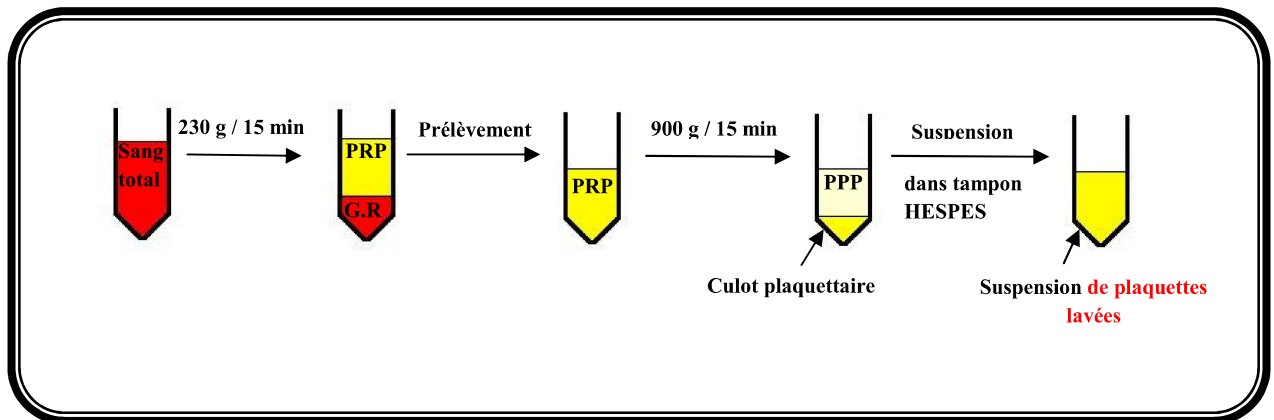 230 g / 15 min
Prélèvement
900 g / 15 min
Suspension
Sang
total
PRP
G.R
PRP
PPP
dans tampon
HESPES
Culot plaquettaire
Suspension de plaquettes
lavées